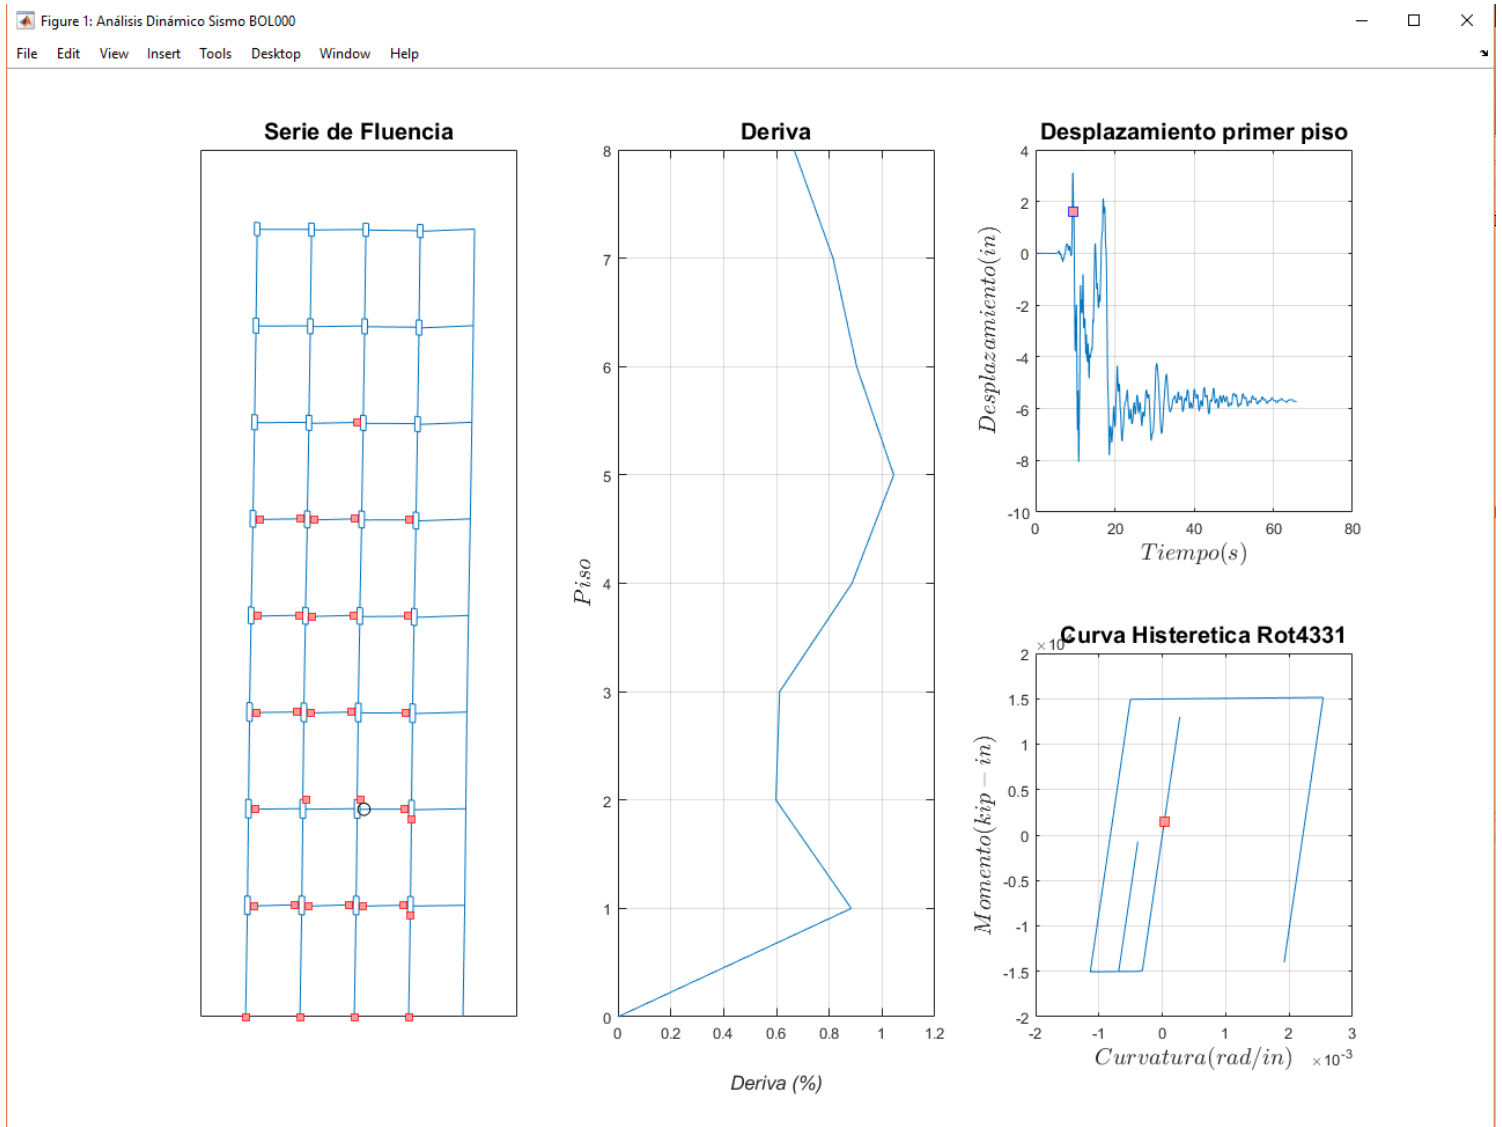 Figure 1: Análisis Dinámico Sismo BOL000
File Edit View Insert Tools Desktop Window Help
Serie de Fluencia
Deriva
8
7
6
5
4
3
2
1
0
Piso
0 0.2 0.4 0.6 0.8 1 1.2
Deriva (%)
Desplazamiento primer piso
4
2
0
-2
-4
-6
-8
-10
Desplazamiento(in)
0 20 40 60 80
Tiempo(s)
Curva Histeretica Rot4331
×10
2
1.5
1
0.5
0
-0.5
-1
-1.5
-2
Momento(kip − in)
-2 -1 0 1 2 3
Curvatura(rad/in) ×10-3